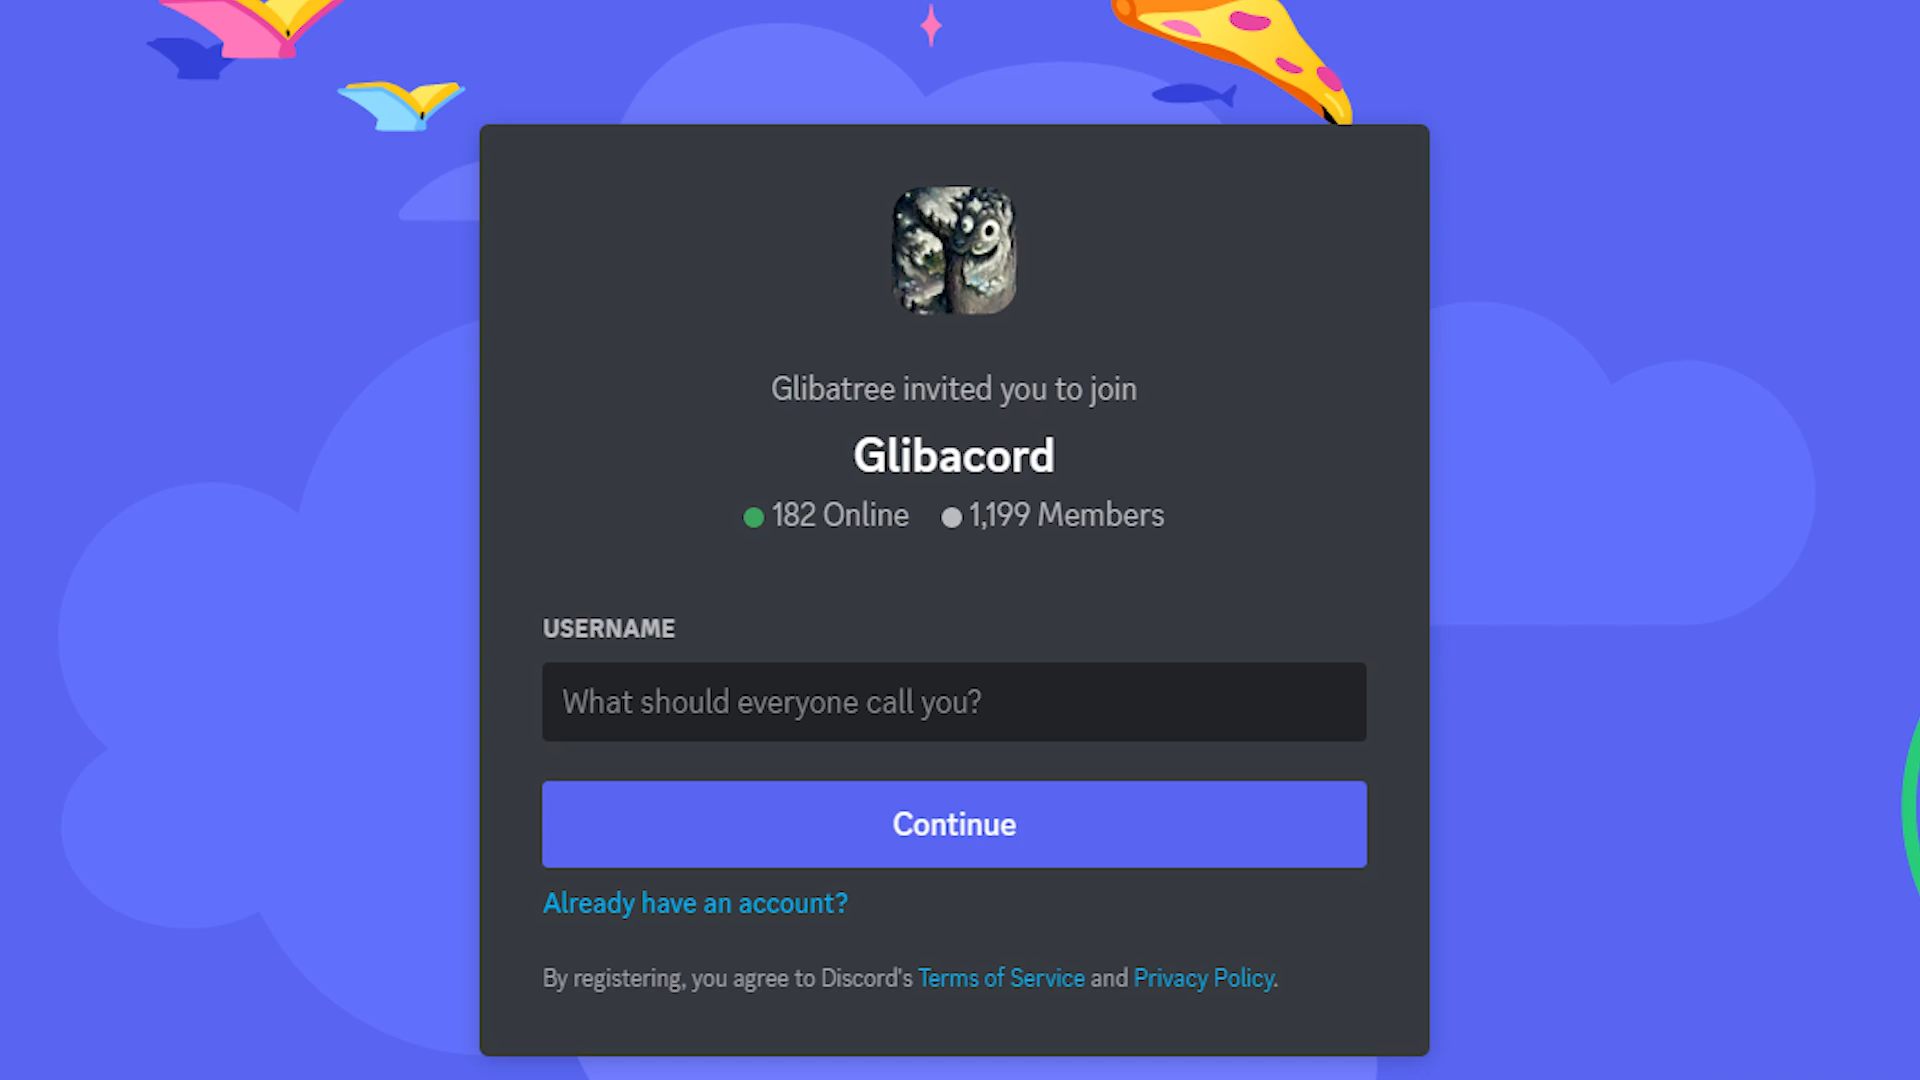 Glibatree invited you to join
Glibacord
182 Online 1,199 Members
USERNAME
What should everyone call you?
Continue
Already have an account?
By registering, you agree to Discord's Terms of Service and Privacy Policy.